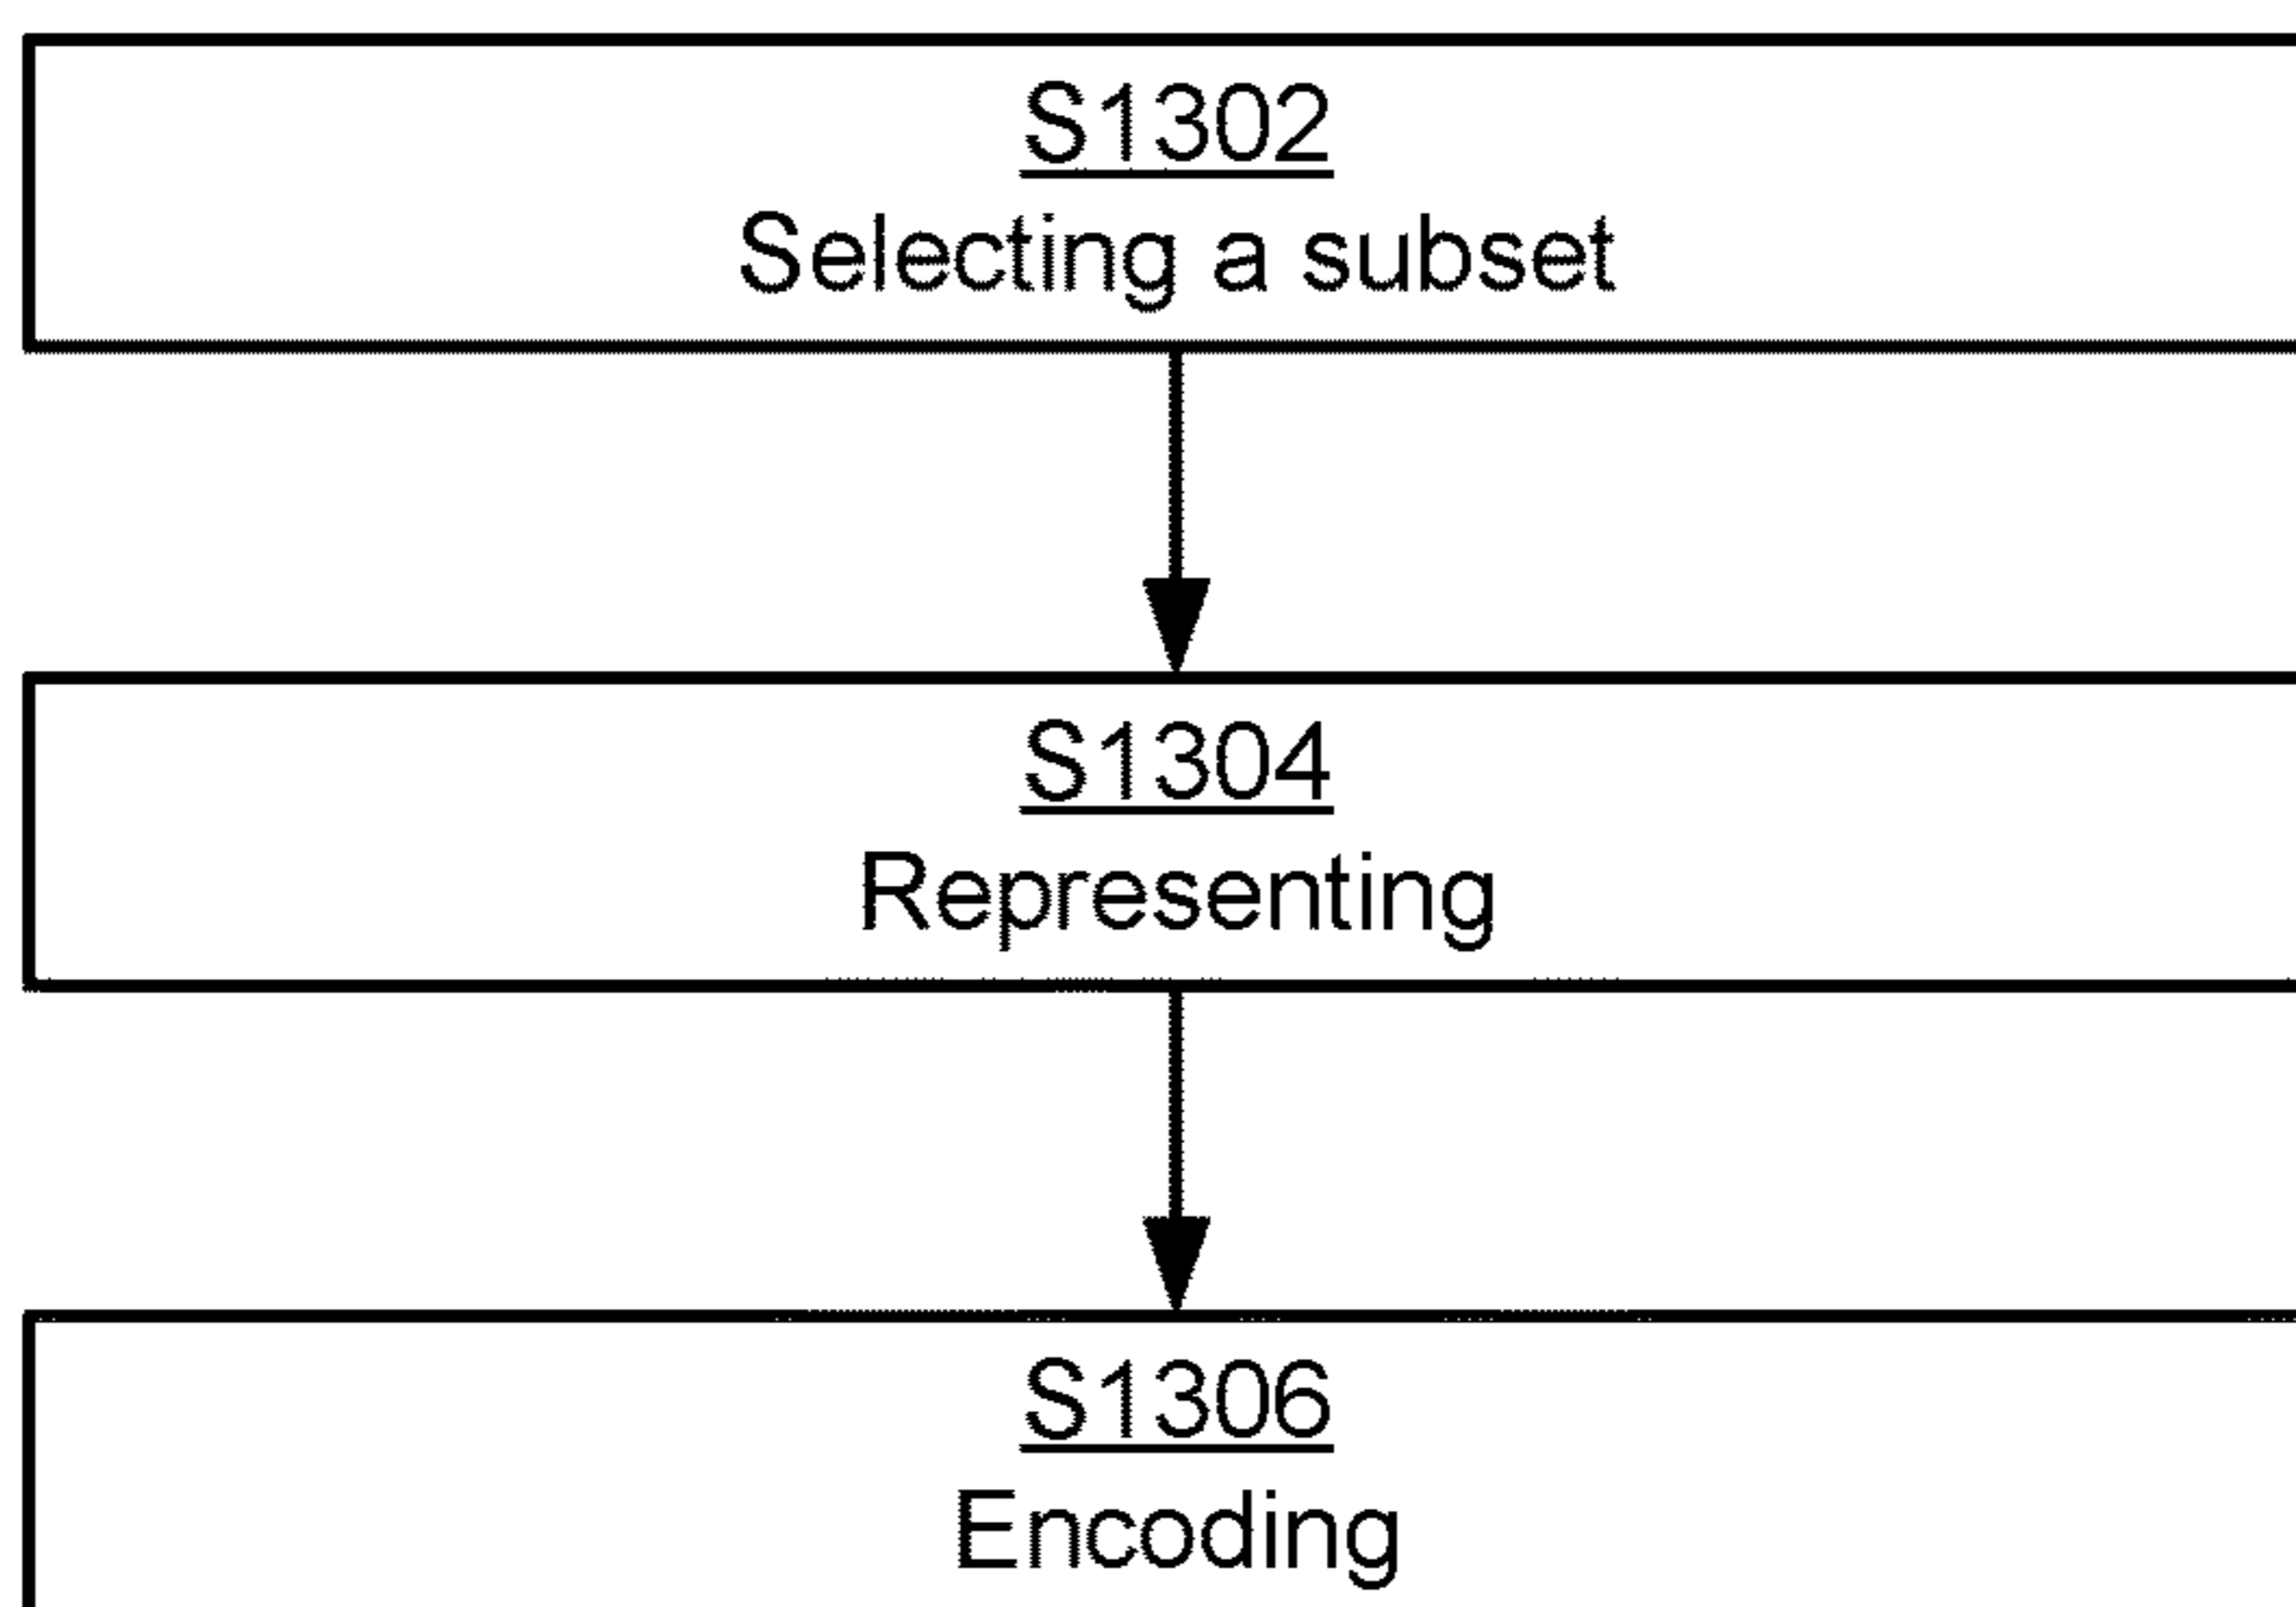 S1302
Selecting a subset
S1304
Representing
S1306
Encoding